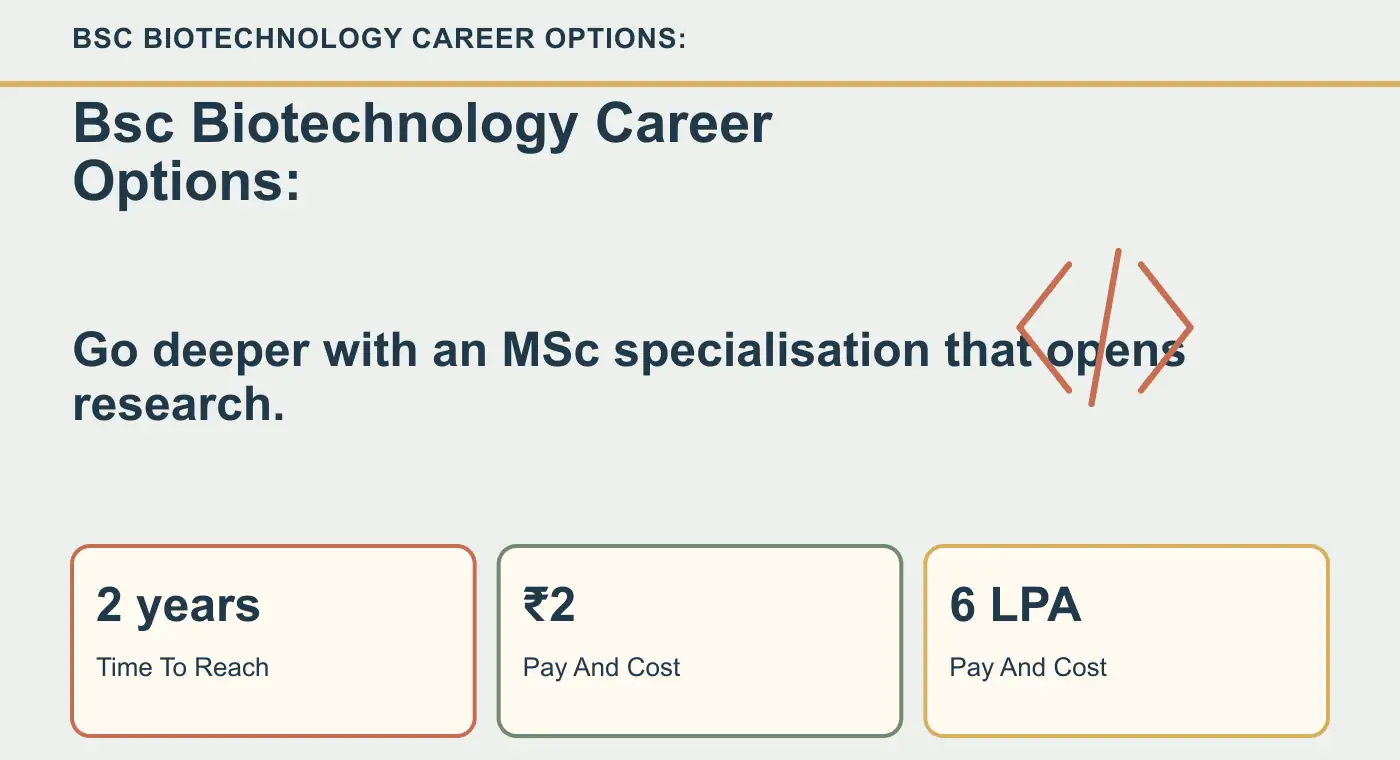 BSC BIOTECHNOLOGY CAREER OPTIONS:
Bsc Biotechnology Career
Options:
Go deeper with an MSc specialisation that opens
research.
2 years
Time To Reach
₹2
Pay And Cost
6 LPA
Pay And Cost